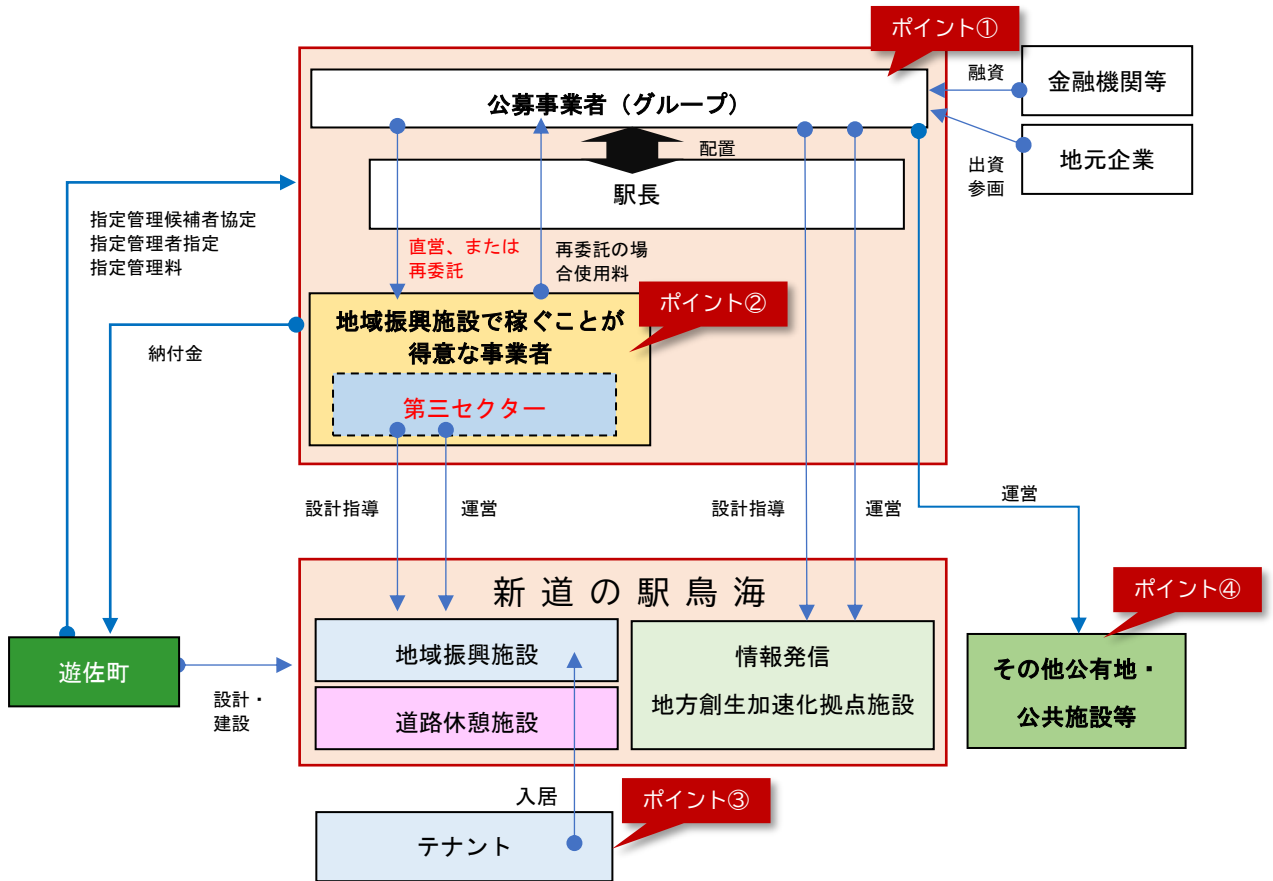 ポイント①
公募事業者（グループ）
融資
金融機関等
配置
出資
参画
地元企業
駅長
指定管理候補者協定
指定管理者指定
指定管理料
直営、または
再委託
再委託の場
合使用料
ポイント②
地域振興施設で稼ぐことが
得意な事業者
納付金
第三セクター
設計指導
運営
設計指導
運営
運営
新道の駅鳥海
ポイント④
地域振興施設
道路休憩施設
情報発信
地方創生加速化拠点施設
その他公有地・
公共施設等
遊佐町
設計・
建設
入居
ポイント③
テナント